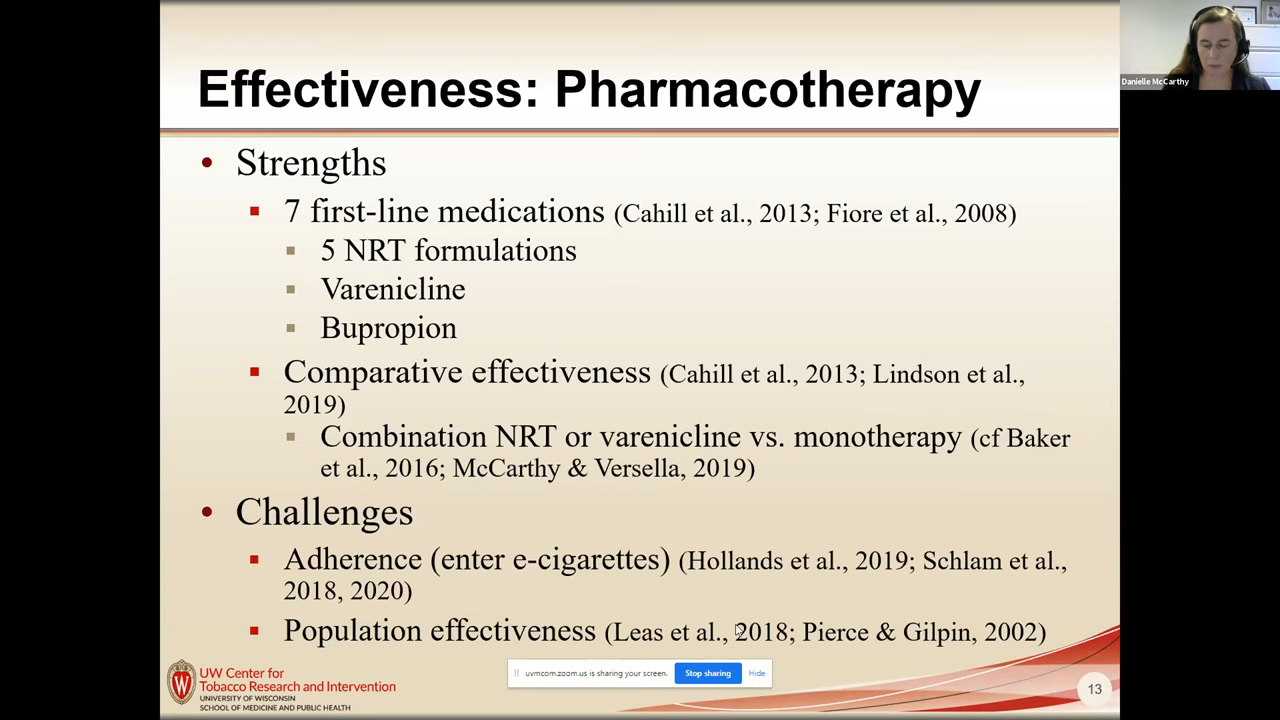 Effectiveness: Pharmacotherapy
Danielle McCarthy
• Strengths
▪ 7 first-line medications (Cahill et al., 2013; Fiore et al., 2008)
▪ 5 NRT formulations
▪ Varenicline
▪ Bupropion
▪ Comparative effectiveness (Cahill et al., 2013; Lindson et al.,
2019)
▪ Combination NRT or varenicline vs. monotherapy (cf Baker
et al., 2016; McCarthy & Versella, 2019)
• Challenges
▪ Adherence (enter e-cigarettes) (Hollands et al., 2019; Schlam et al.,
2018, 2020)
▪ Population effectiveness (Leas et al., 2018; Pierce & Gilpin, 2002)
uvmcom.zoom.us is sharing your screen. Stop sharing Hide
W
UW Center for
Tobacco Research and Intervention
UNIVERSITY OF WISCONSIN
SCHOOL OF MEDICINE AND PUBLIC HEALTH
13